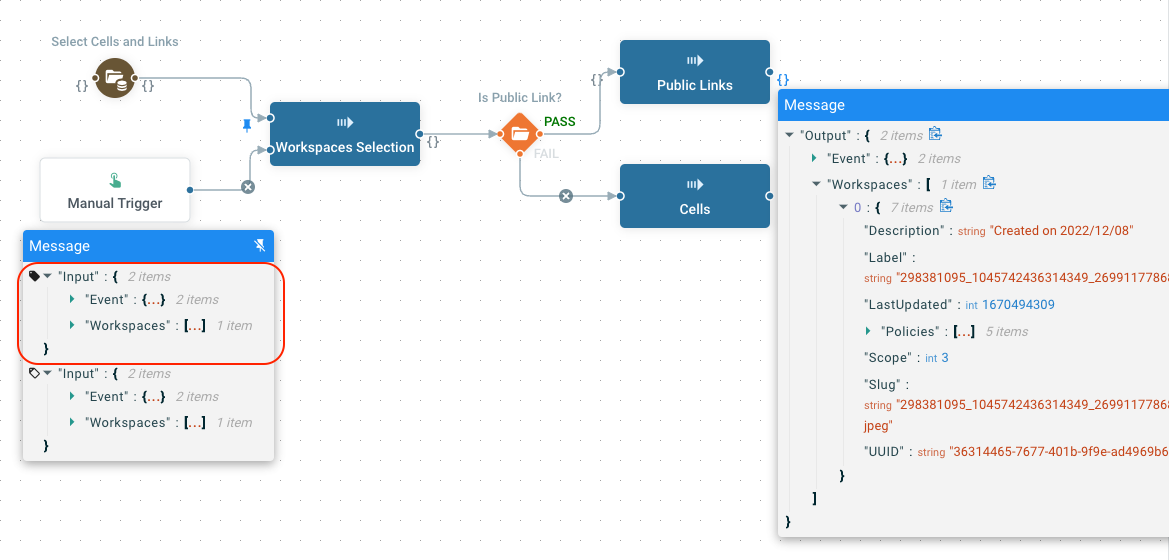 Select Cells and Links
{}
{}
Workspaces Selection
{}
Manual Trigger
Is Public Link?
PASS
FAIL
{}
Public Links
{}
Cells
Message
"Input" : { 2 items
"Event" : {...} 2 items
"Workspaces" : [...] 1 item
}
"Input" : { 2 items
"Event" : {...} 2 items
"Workspaces" : [...] 1 item
}
Message
"Output" : { 2 items
"Event" : {...} 2 items
"Workspaces" : [ 1 item
0 : { 7 items
"Description" : string "Created on 2022/12/08"
"Label" :
string "298381095_1045742436314349_2699117786
"LastUpdated" : int 1670494309
"Policies" : [...] 5 items
"Scope" : int 3
"Slug" :
string "298381095_1045742436314349_2699117786
jpeg"
"UUID" : string "36314465-7677-401b-9f9e-ad4969b6
}
]
}